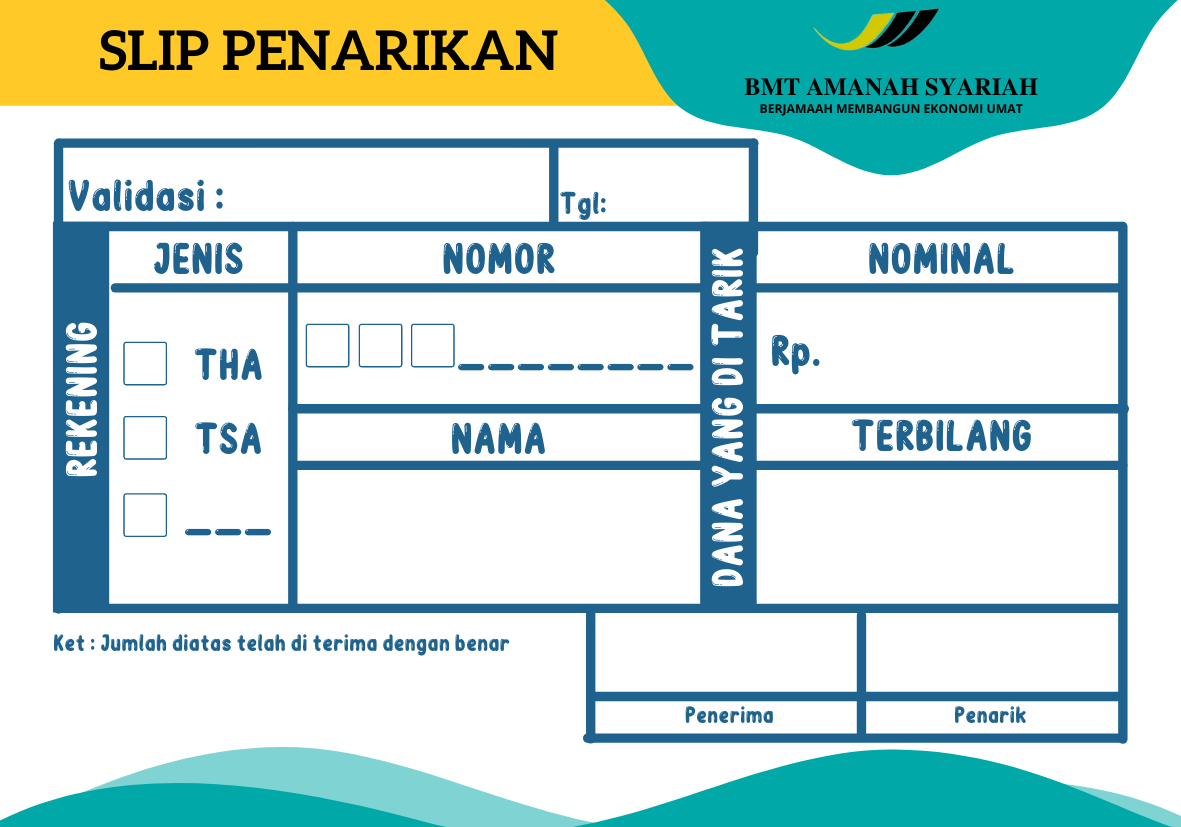 SLIP PENARIKAN
BMT AMANAH SYARIAH
BERJAMAAH MEMBANGUN EKONOMI UMAT
Validasi :
Tgl:
REKENING
JENIS
NOMOR
DANA YANG DI TARIK
NOMINAL
THA
Rp.
TSA
NAMA
TERBILANG
Ket : Jumlah diatas telah di terima dengan benar
Penerima
Penarik